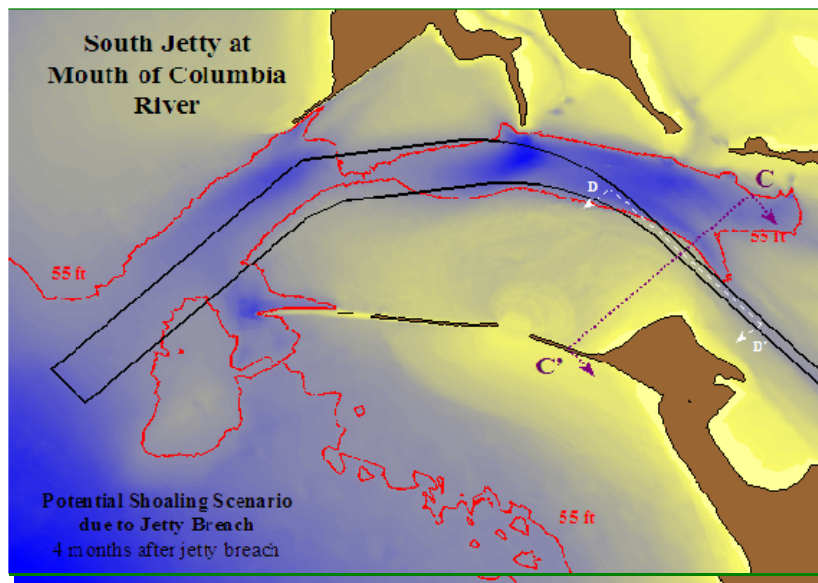 South Jetty at
Mouth of Columbia
River
C
D
55 ft
55 ft
D'
C'
Potential Shoaling Scenario
due to Jetty Breach
4 months after jetty breach
55 ft